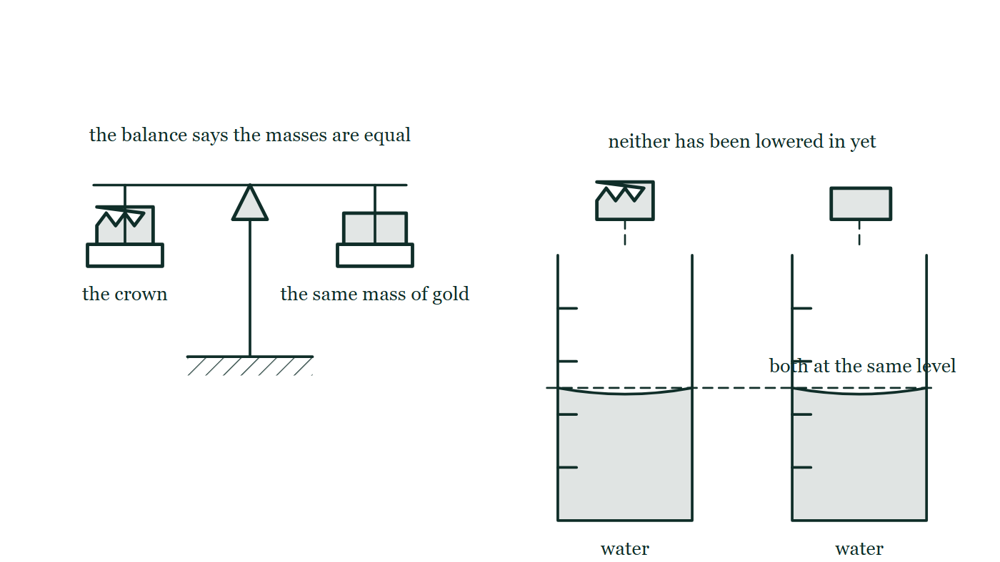 the balance says the masses are equal
neither has been lowered in yet
the crown
the same mass of gold
both at the same level
water
water